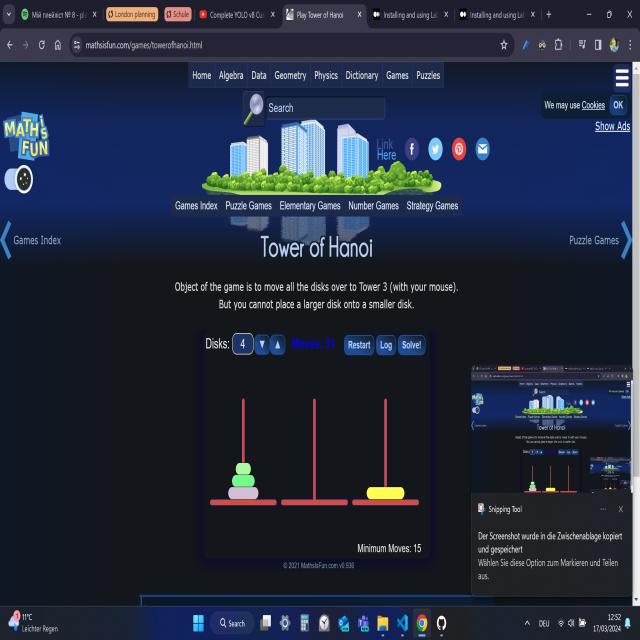 Мій плейліст № 8 - pl
London planning
Schule
Complete YOLO v8 Cu
Play Tower of Hanoi
Installing and using La
Installing and using La
mathsisfun.com/games/towerofhanoi.html
Home Algebra Data Geometry Physics Dictionary Games Puzzles
Search
We may use Cookies OK
Show Ads
MATH IS FUN
Link Here
Games Index Puzzle Games Elementary Games Number Games Strategy Games
Games Index
Puzzle Games
Tower of Hanoi
Object of the game is to move all the disks over to Tower 3 (with your mouse).
But you cannot place a larger disk onto a smaller disk.
Disks: 4 Moves: 31 Restart Log Solve!
Minimum Moves: 15
© 2021 MathsIsFun.com v0.936
Snipping Tool
Der Screenshot wurde in die Zwischenablage kopiert
und gespeichert
Wählen Sie diese Option zum Markieren und Teilen
aus.
11°C
Leichter Regen
Search
DEU
12:52
17/03/2024